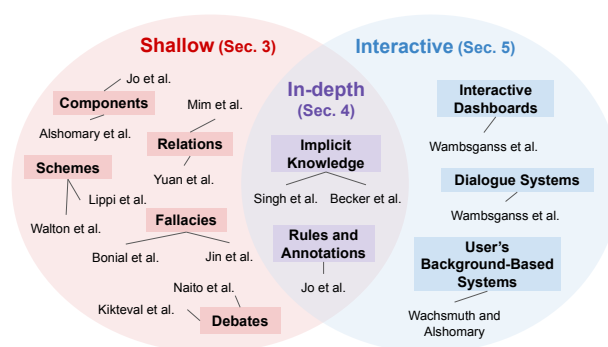 Shallow (Sec. 3)
Interactive (Sec. 5)
In-depth
(Sec. 4)
Jo et al.
Components
Alshomary et al.
Mim et al.
Relations
Yuan et al.
Schemes
Lippi et al.
Walton et al.
Fallacies
Bonial et al.
Jin et al.
Naito et al.
Kikteval et al.
Debates
Implicit
Knowledge
Singh et al.
Becker et al.
Rules and
Annotations
Jo et al.
Interactive
Dashboards
Wambsganss et al.
Dialogue Systems
Wambsganss et al.
User's
Background-Based
Systems
Wachsmuth and
Alshomary